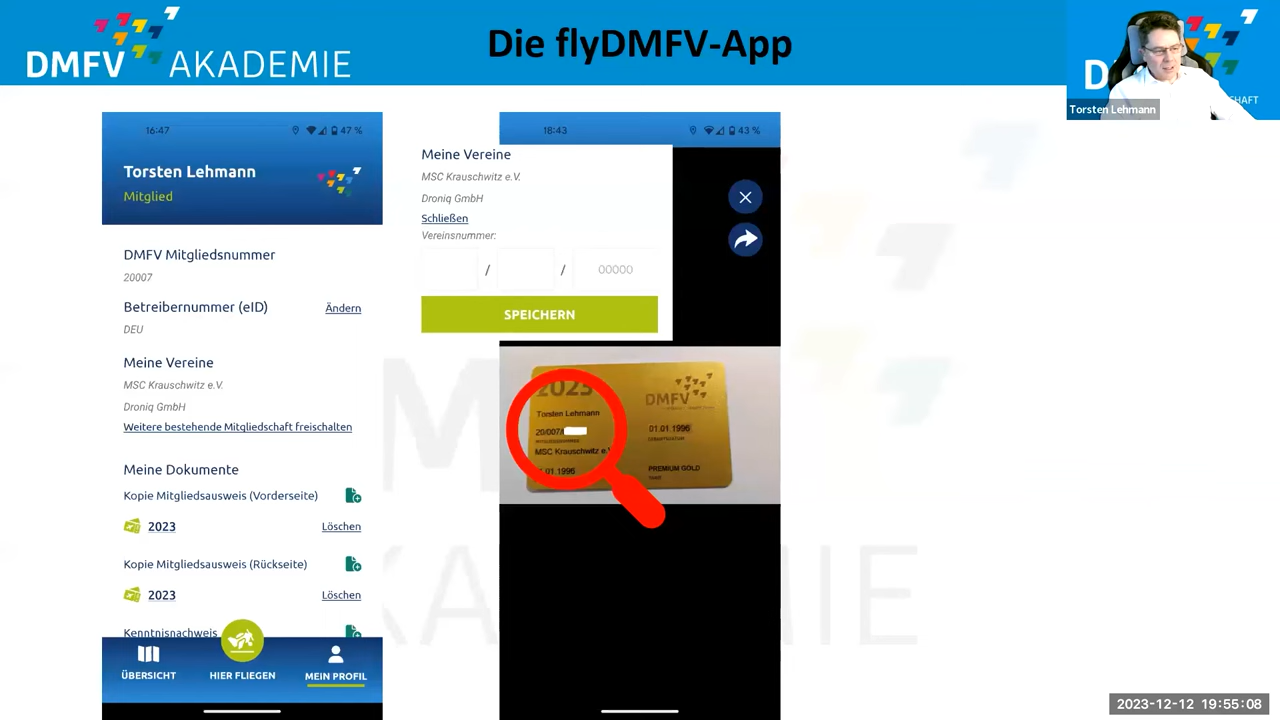 DMFV AKADEMIE
Die flyDMFV-App
Torsten Lehmann
16:47
47 %
Torsten Lehmann
Mitglied
DMFV Mitgliedsnummer
20007
Betreibernummer (eID)
Ändern
DEU
Meine Vereine
MSC Krauschwitz e.V.
Droniq GmbH
Weitere bestehende Mitgliedschaft freischalten
Meine Dokumente
Kopie Mitgliedsausweis (Vorderseite)
2023
Löschen
Kopie Mitgliedsausweis (Rückseite)
2023
Löschen
Kenntnisnachweis
ÜBERSICHT
HIER FLIEGEN
MEIN PROFIL
18:43
43 %
Meine Vereine
MSC Krauschwitz e.V.
Droniq GmbH
Schließen
Vereinsnummer:
/ / 00000
SPEICHERN
2023
DMFV
Torsten Lehmann
20/007/
01.01.1996
MITGLIEDSNUMMER
GEBURTSDATUM
MSC Krauschwitz e.V.
.01.1996
PREMIUM GOLD
AKADEMIE
2023-12-12 19:55:08